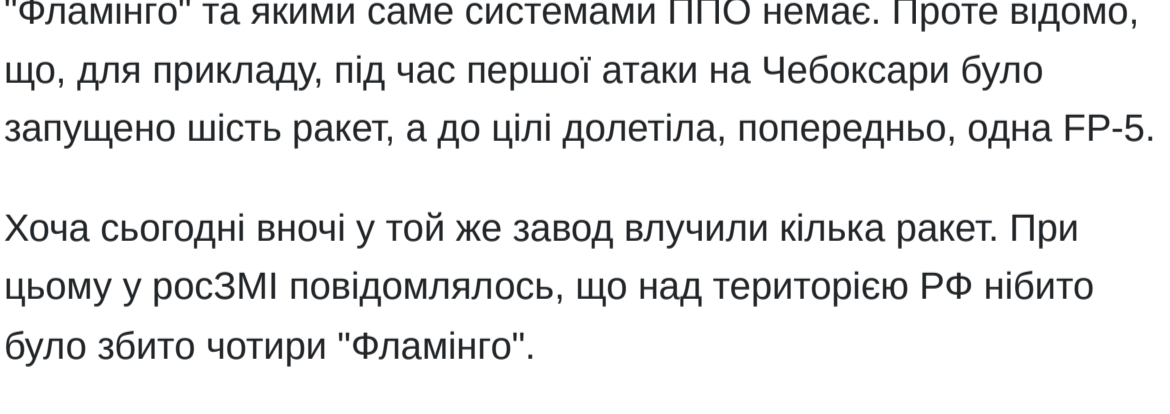 "Фламінго" та якими саме системами ППО немає. Проте відомо,
що, для прикладу, під час першої атаки на Чебоксари було
запущено шість ракет, а до цілі долетіла, попередньо, одна FP-5.
Хоча сьогодні вночі у той же завод влучили кілька ракет. При
цьому у росЗМІ повідомлялось, що над територією РФ нібито
було збито чотири "Фламінго".